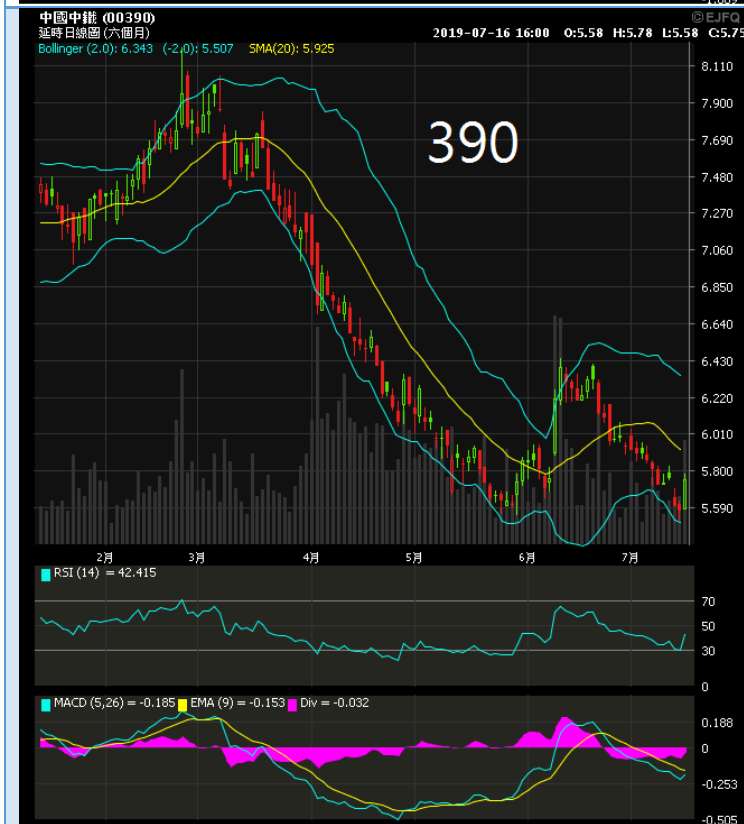 -1.009
中國中鐵 (00390)
©EJFQ
延時日線圖 (六個月)
2019-07-16 16:00 O:5.58 H:5.78 L:5.58 C:5.75
Bollinger (2.0): 6.343 (-2.0): 5.507 SMA(20): 5.925
8.110
390
7.900
7.690
7.480
7.270
7.060
6.850
6.640
6.430
6.220
6.010
5.800
5.590
2月 3月 4月 5月 6月 7月
RSI (14) = 42.415
70
50
30
0
MACD (5,26) = -0.185 EMA (9) = -0.153 Div = -0.032
0.188
0
-0.253
-0.505